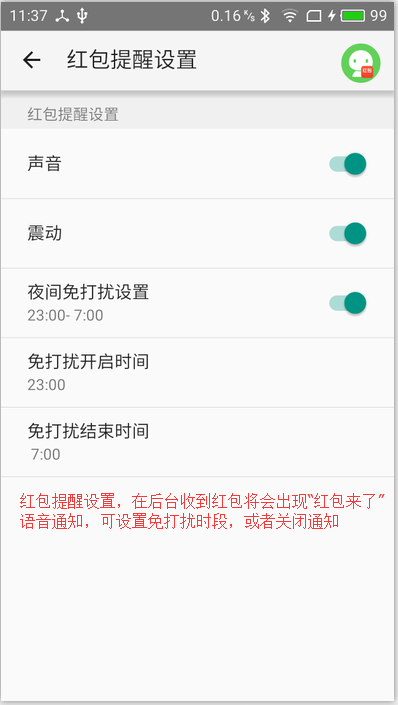 11:37 0.16 K/s 99
红包提醒设置
红包提醒设置
声音
震动
夜间免打扰设置
23:00- 7:00
免打扰开启时间
23:00
免打扰结束时间
7:00
红包提醒设置，在后台收到红包将会出现“红包来了”
语音通知，可设置免打扰时段，或者关闭通知